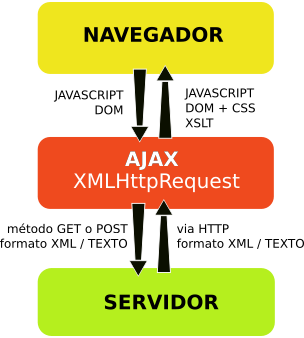 NAVEGADOR
JAVASCRIPT
DOM
JAVASCRIPT
DOM + CSS
XSLT
AJAX
XMLHttpRequest
método GET o POST
formato XML / TEXTO
via HTTP
formato XML / TEXTO
SERVIDOR